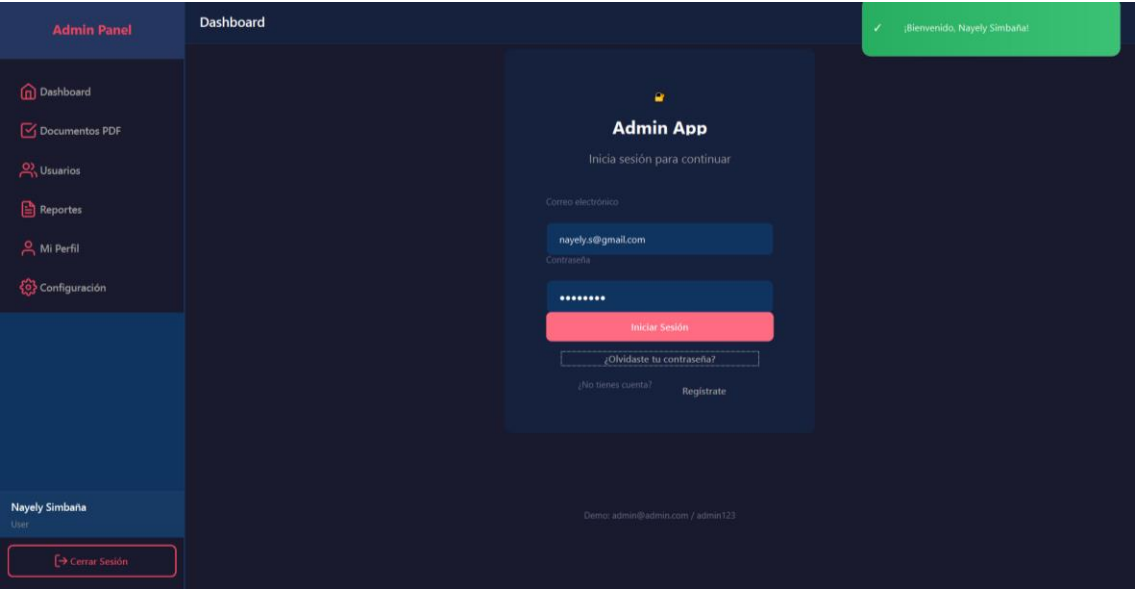 Admin Panel
Dashboard
✓ ¡Bienvenido, Nayely Simbaña!
Dashboard
Documentos PDF
Usuarios
Reportes
Mi Perfil
Configuración
Admin App
Inicia sesión para continuar
Correo electrónico
nayely.s@gmail.com
Contraseña
••••••••
Iniciar Sesión
¿Olvidaste tu contraseña?
¿No tienes cuenta? Regístrate
Demo: admin@admin.com / admin123
Nayely Simbaña
User
Cerrar Sesión